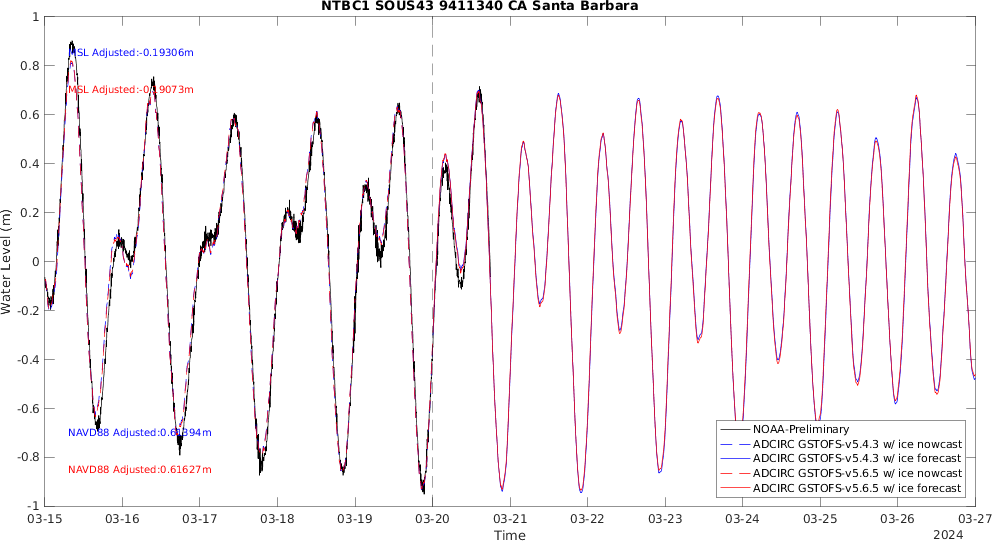 NTBC1 SOUS43 9411340 CA Santa Barbara
1
0.8
0.6
0.4
0.2
0
-0.2
-0.4
-0.6
-0.8
-1
Water Level (m)
MSL Adjusted:-0.19306m
MSL Adjusted:-0.19073m
NAVD88 Adjusted:0.61394m
NAVD88 Adjusted:0.61627m
NOAA-Preliminary
ADCIRC GSTOFS-v5.4.3 w/ ice nowcast
ADCIRC GSTOFS-v5.4.3 w/ ice forecast
ADCIRC GSTOFS-v5.6.5 w/ ice nowcast
ADCIRC GSTOFS-v5.6.5 w/ ice forecast
03-15 03-16 03-17 03-18 03-19 03-20 03-21 03-22 03-23 03-24 03-25 03-26 03-27
Time
2024